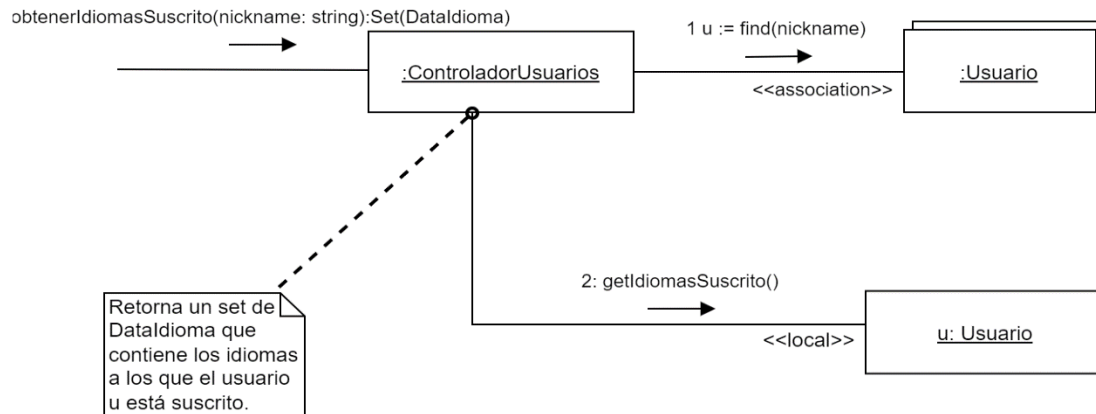 obtenerIdiomasSuscrito(nickname: string):Set(DataIdioma)
1 u := find(nickname)
:ControladorUsuarios
<<association>>
:Usuario
2: getIdiomasSuscrito()
<<local>>
u: Usuario
Retorna un set de
DataIdioma que
contiene los idiomas
a los que el usuario
u está suscrito.